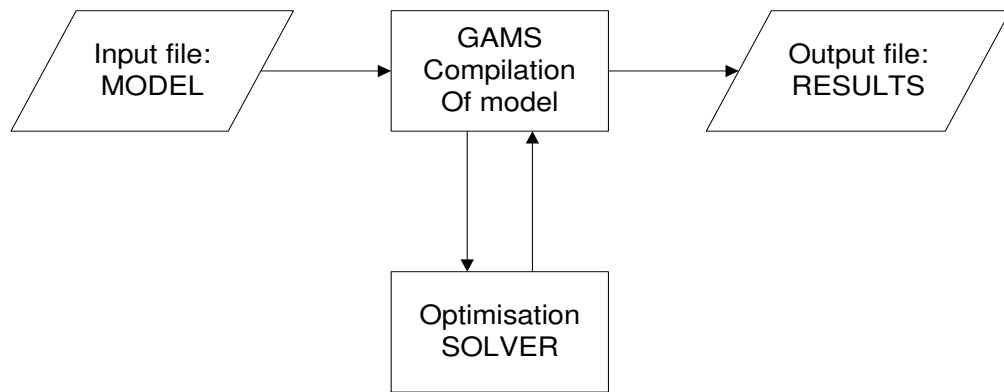 Input file:
MODEL
GAMS
Compilation
Of model
Output file:
RESULTS
Optimisation
SOLVER